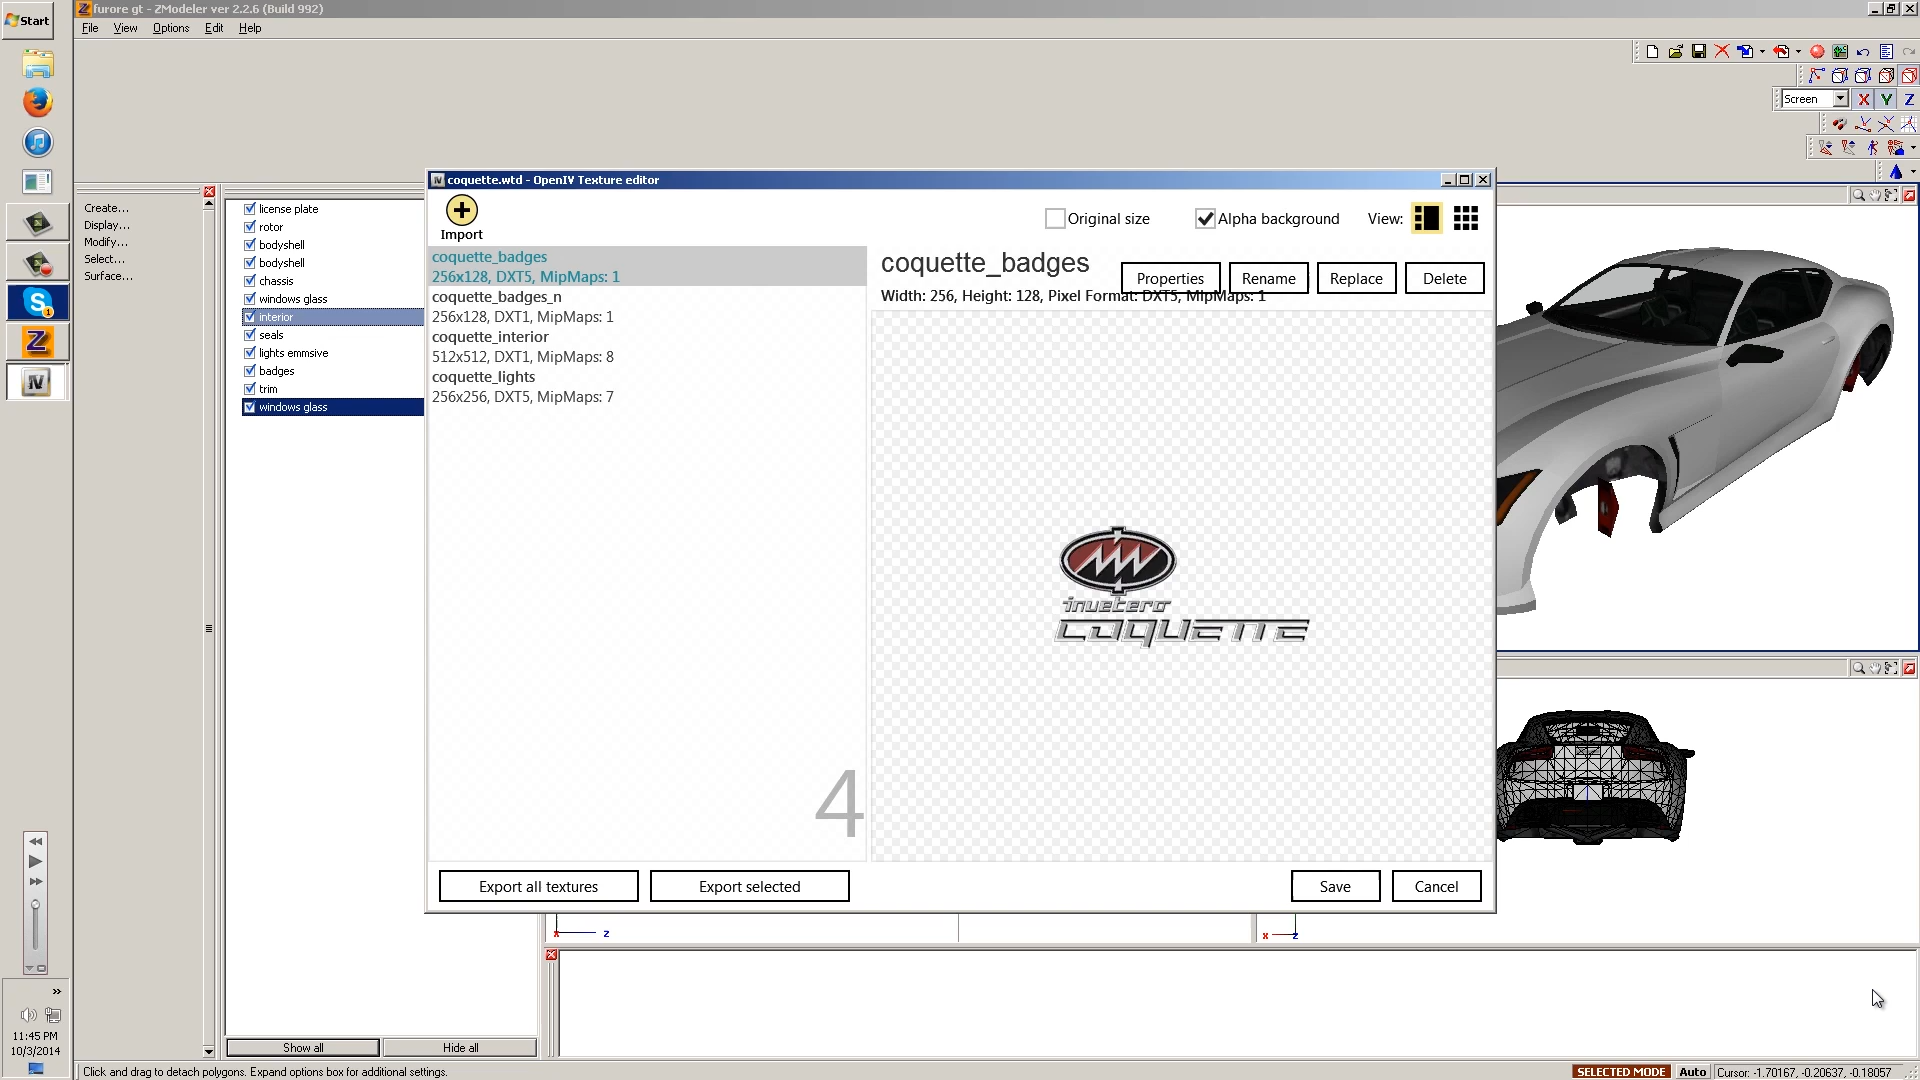 Start
furore gt - ZModeler ver 2.2.6 (Build 992)
File View Options Edit Help
Screen
X Y Z
Create...
Display...
Modify...
Select...
Surface...
license plate
rotor
bodyshell
bodyshell
chassis
windows glass
interior
seals
lights emmsive
badges
trim
windows glass
Show all
Hide all
coquette.wtd - OpenIV Texture editor
Import
Original size
Alpha background
View:
coquette_badges
256x128, DXT5, MipMaps: 1
coquette_badges_n
256x128, DXT1, MipMaps: 1
coquette_interior
512x512, DXT1, MipMaps: 8
coquette_lights
256x256, DXT5, MipMaps: 7
4
coquette_badges
Properties
Rename
Replace
Delete
Width: 256, Height: 128, Pixel Format: DXT5, MipMaps: 1
invetero
COQUETTE
Export all textures
Export selected
Save
Cancel
x z
x z
11:45 PM
10/3/2014
Click and drag to detach polygons. Expand options box for additional settings.
SELECTED MODE
Auto
Cursor: -1.70167, -0.20637, -0.18057